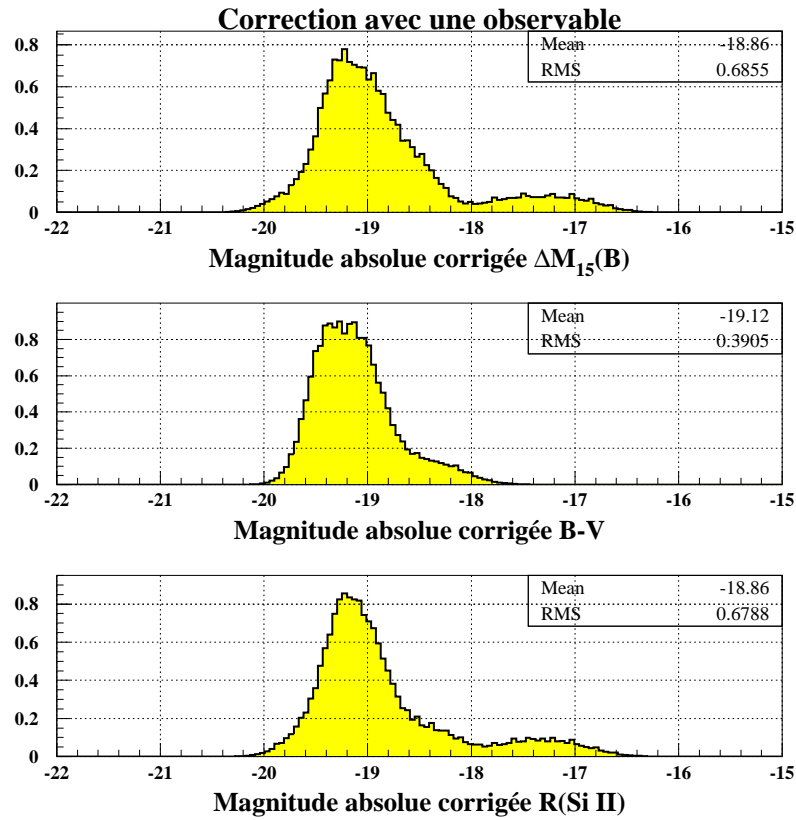 Correction avec une observable
Mean -18.86
RMS 0.6855
0.8
0.6
0.4
0.2
0
-22 -21 -20 -19 -18 -17 -16 -15
Magnitude absolue corrigée ΔM15(B)
Mean -19.12
RMS 0.3905
0.8
0.6
0.4
0.2
0
-22 -21 -20 -19 -18 -17 -16 -15
Magnitude absolue corrigée B-V
Mean -18.86
RMS 0.6788
0.8
0.6
0.4
0.2
0
-22 -21 -20 -19 -18 -17 -16 -15
Magnitude absolue corrigée R(Si II)